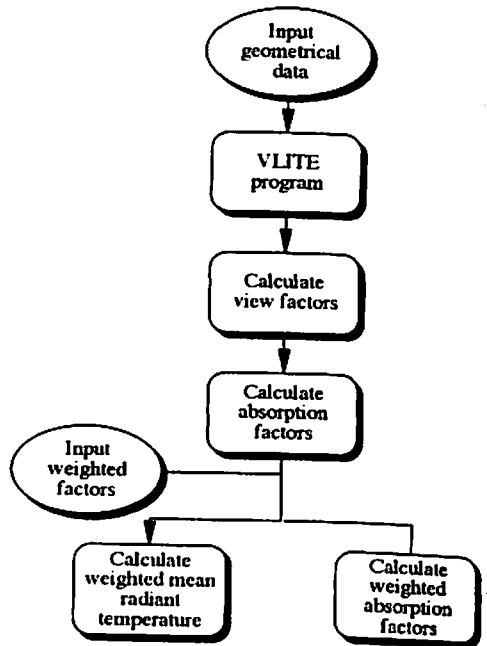 Input
geometrical
data
VLITE
program
Calculate
view factors
Calculate
absorption
factors
Input
weighted
factors
Calculate
weighted mean
radiant
temperature
Calculate
weighted
absorption
factors